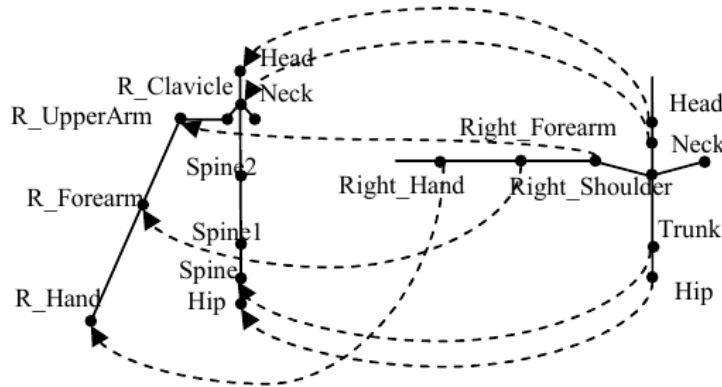 Head
R_Clavicle
Neck
R_UpperArm
Spine2
R_Forearm
Spine1
Spine
R_Hand
Hip
Head
Right_Forearm
Neck
Right_Hand
Right_Shoulder
Trunk
Hip